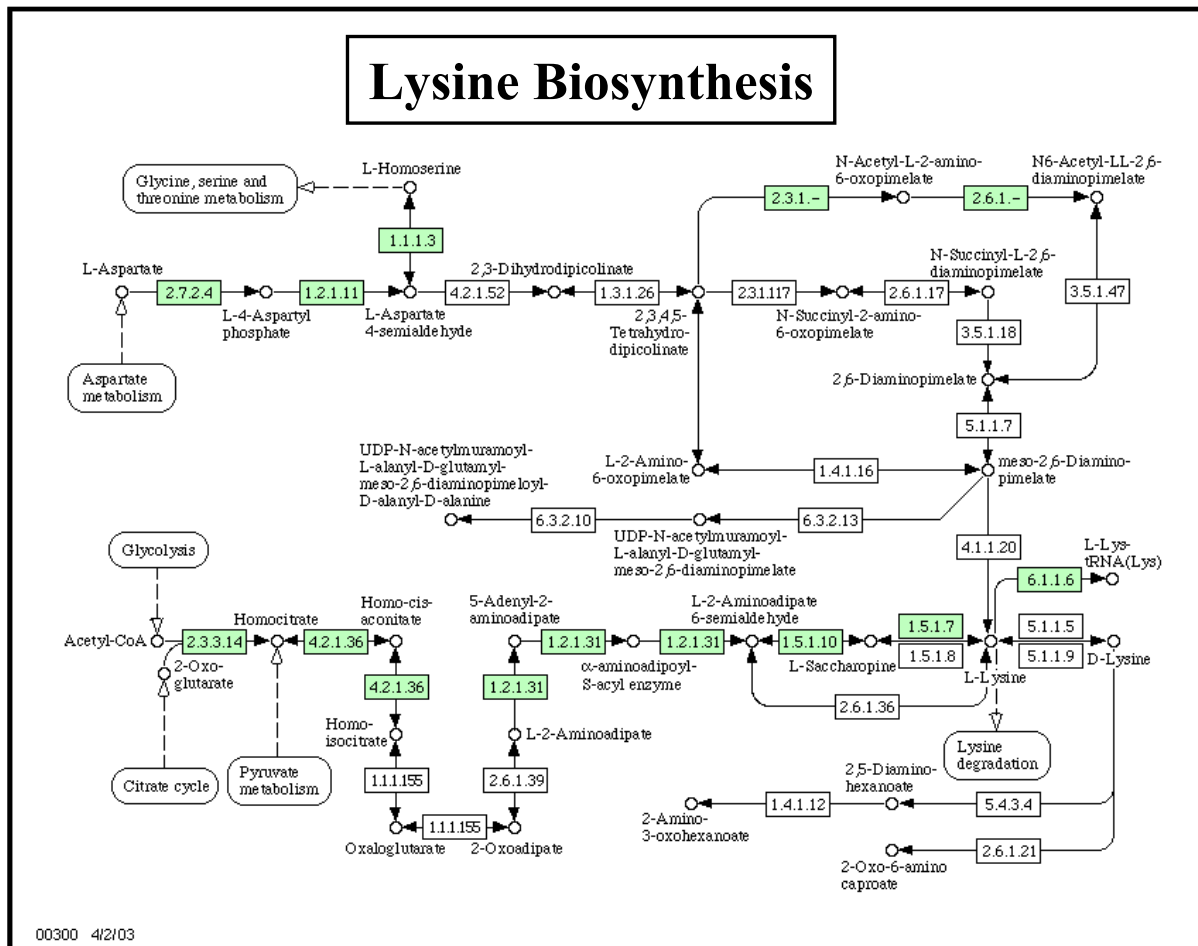 Lysine Biosynthesis
L-Homoserine
Glycine, serine and
threonine metabolism
1.1.1.3
N-Acetyl-L-2-amino-
6-oxopimelate
N6-Acetyl-LL-2,6-
diaminopimelate
2.3.1.-
2.6.1.-
L-Aspartate
2.7.2.4
L-4-Aspartyl
phosphate
1.2.1.11
L-Aspartate
4-semialdehyde
4.2.1.52
2,3-Dihydrodipicolinate
1.3.1.26
2,3,4,5-
Tetrahydro-
dipicolinate
2.3.1.117
N-Succinyl-2-amino-
6-oxopimelate
2.6.1.17
N-Succinyl-L-2,6-
diaminopimelate
3.5.1.47
3.5.1.18
Aspartate
metabolism
2,6-Diaminopimelate
5.1.1.7
UDP-N-acetylmuramoyl-
L-alanyl-D-glutamyl-
meso-2,6-diaminopimeloyl-
D-alanyl-D-alanine
L-2-Amino-
6-oxopimelate
1.4.1.16
meso-2,6-Diamino-
pimelate
6.3.2.10
6.3.2.13
UDP-N-acetylmuramoyl-
L-alanyl-D-glutamyl-
meso-2,6-diaminopimelate
4.1.1.20
L-Lys-
tRNA(Lys)
6.1.1.6
Glycolysis
Acetyl-CoA
2.3.3.14
2-Oxo-
glutarate
Homocitrate
4.2.1.36
Homo-cis-
aconitate
5-Adenyl-2-
aminoadipate
1.2.1.31
α-aminoadipoyl-
S-acyl enzyme
1.2.1.31
L-2-Aminoadipate
6-semialdehyde
1.5.1.10
L-Saccharopine
1.5.1.7
1.5.1.8
L-Lysine
5.1.1.5
5.1.1.9
D-Lysine
4.2.1.36
1.2.1.31
2.6.1.36
Homo-
isocitrate
L-2-Aminoadipate
Lysine
degradation
Citrate cycle
Pyruvate
metabolism
1.1.1.155
2.6.1.39
2,5-Diamino-
hexanoate
1.4.1.12
5.4.3.4
2-Amino-
3-oxohexanoate
Oxaloglutarate
1.1.1.155
2-Oxoadipate
2.6.1.21
2-Oxo-6-amino
caproate
00300 4/2/03